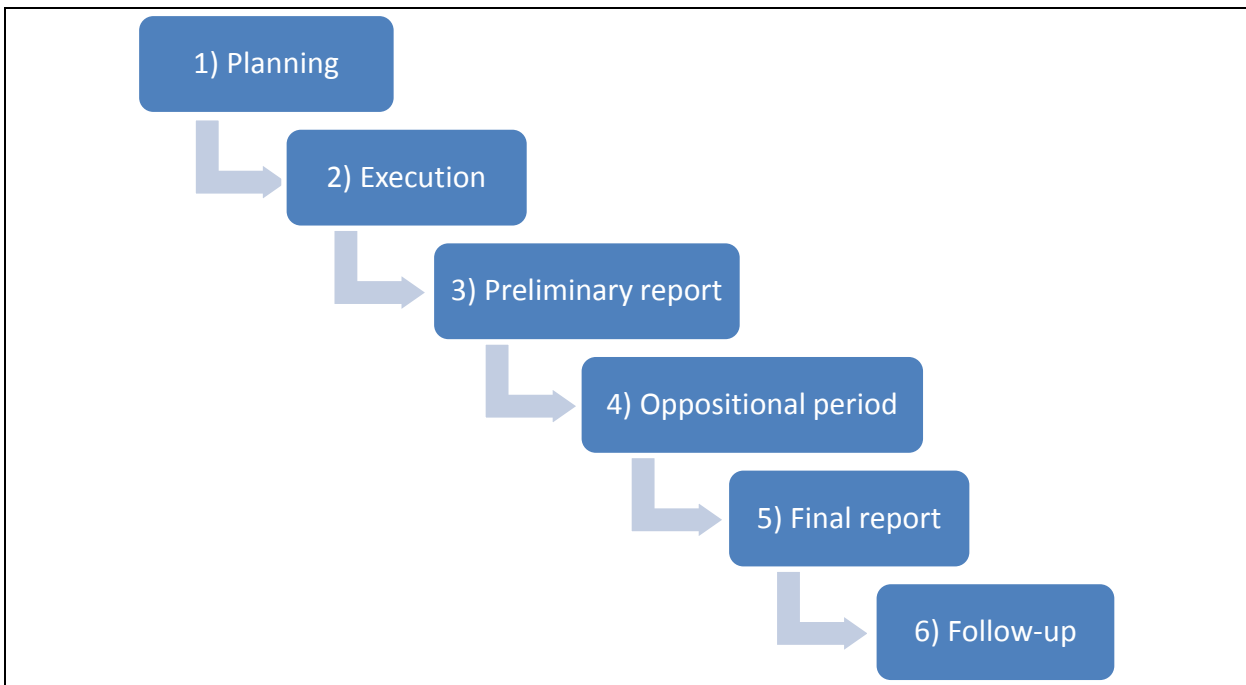 1) Planning
2) Execution
3) Preliminary report
4) Oppositional period
5) Final report
6) Follow-up